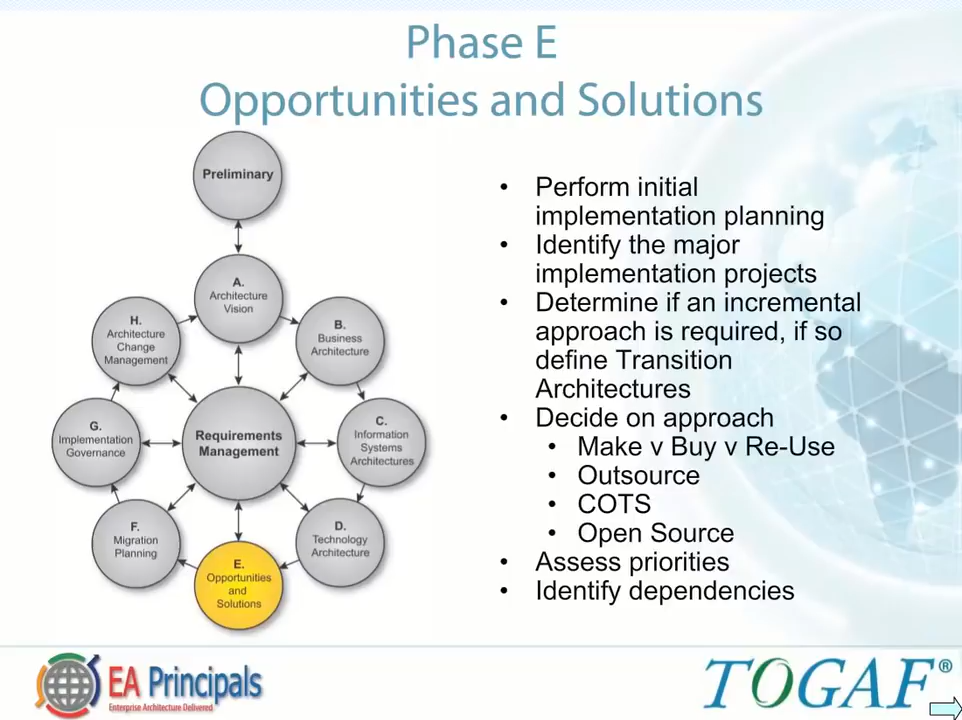 Phase E
Opportunities and Solutions
Preliminary
A.
Architecture
Vision
B.
Business
Architecture
C.
Information
Systems
Architectures
D.
Technology
Architecture
E.
Opportunities
and
Solutions
F.
Migration
Planning
G.
Implementation
Governance
H.
Architecture
Change
Management
Requirements
Management
• Perform initial
implementation planning
• Identify the major
implementation projects
• Determine if an incremental
approach is required, if so
define Transition
Architectures
• Decide on approach
• Make v Buy v Re-Use
• Outsource
• COTS
• Open Source
• Assess priorities
• Identify dependencies
EA Principals
Enterprise Architecture Delivered
TOGAF®